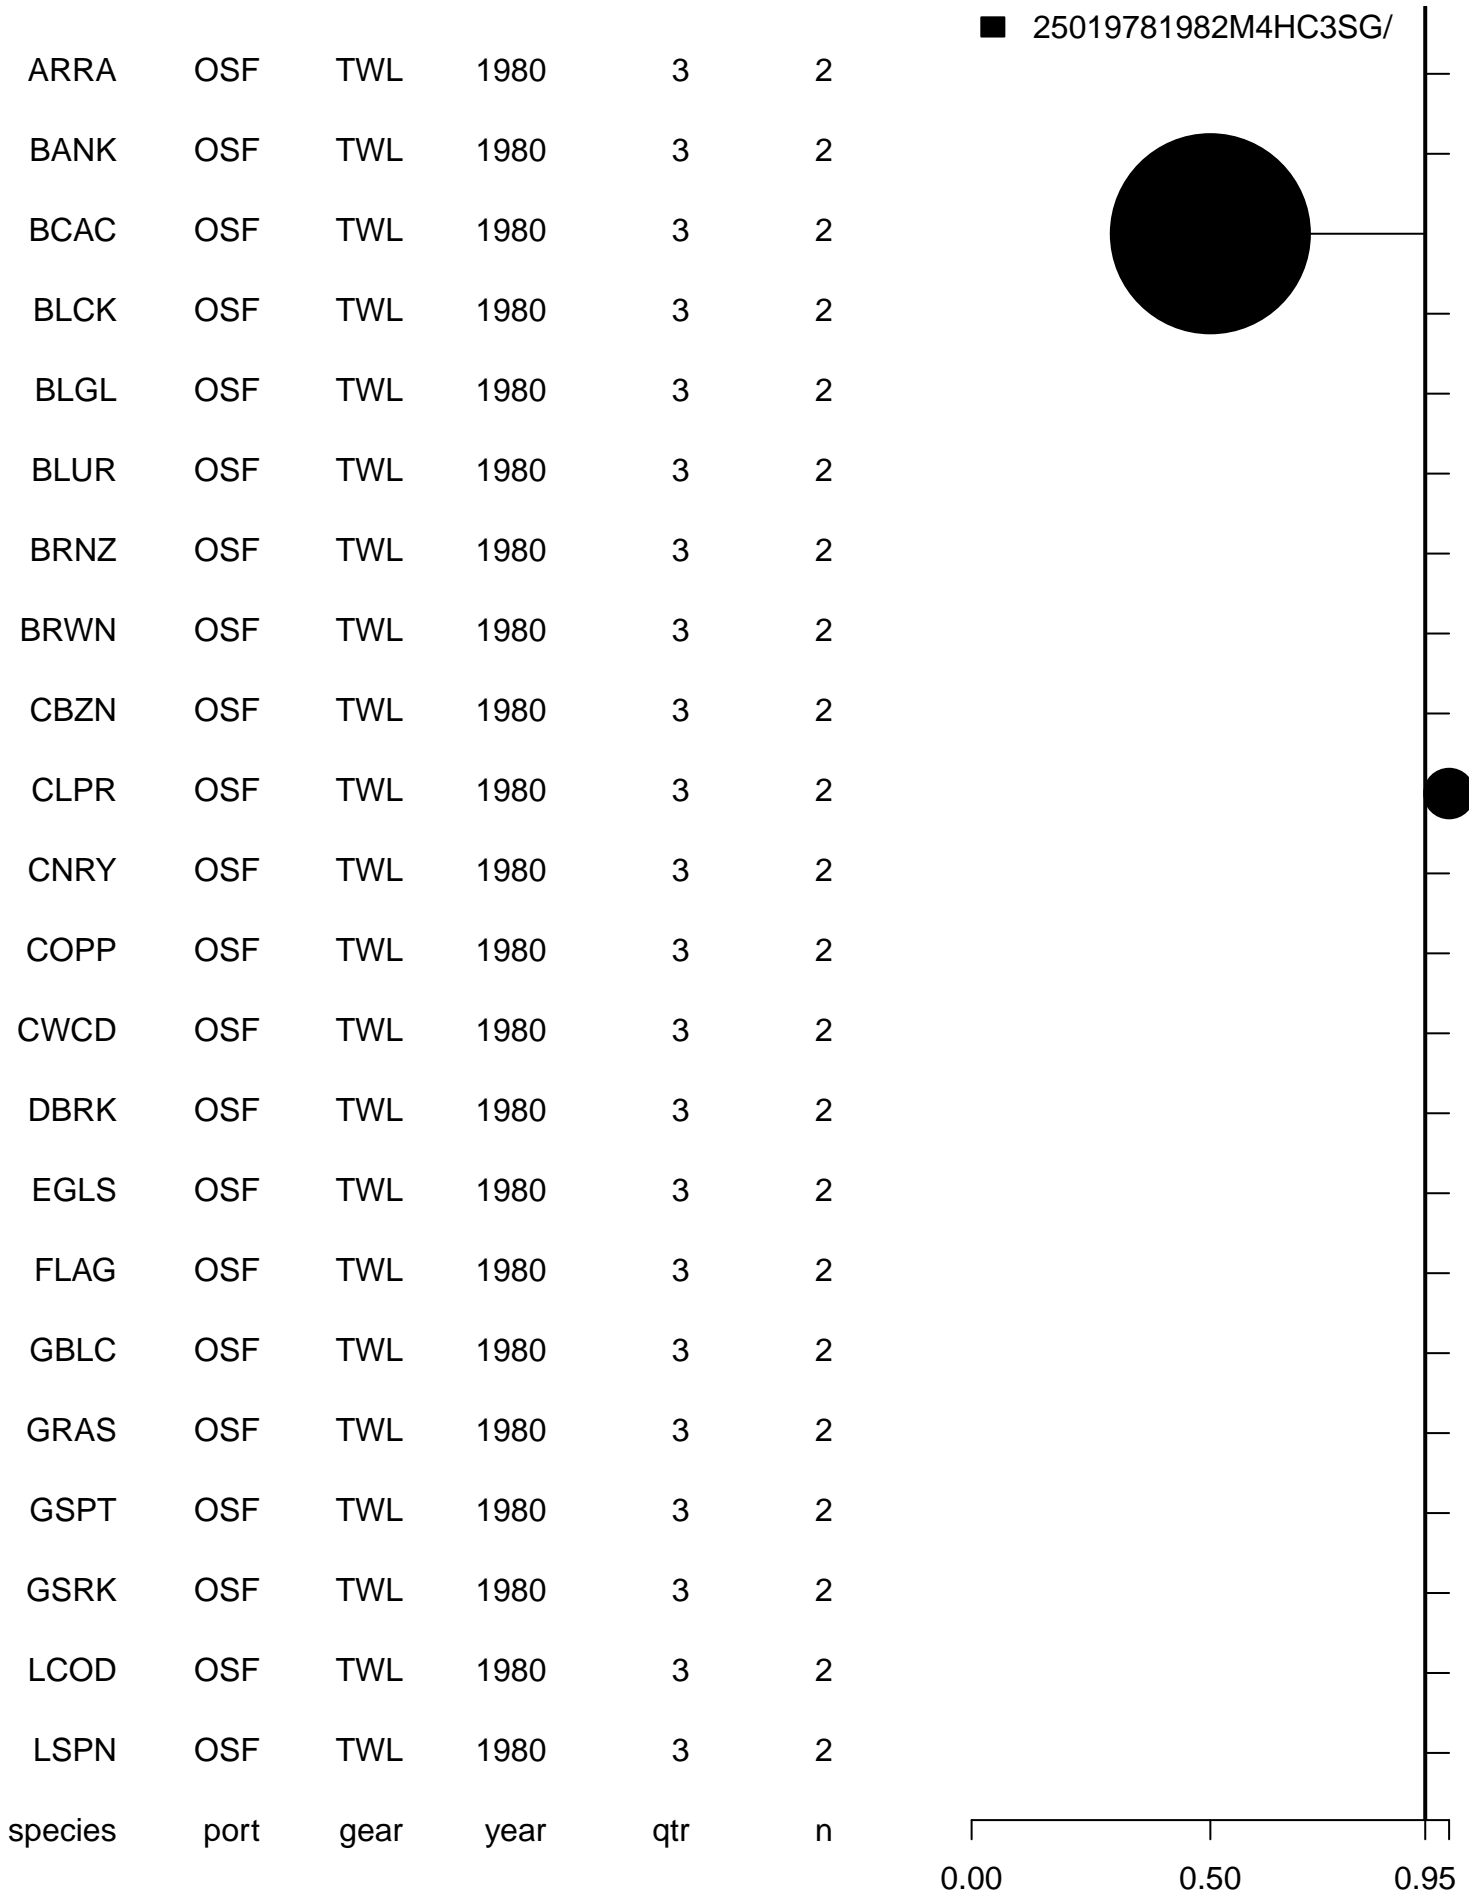 25019781982M4HC3SG/
ARRA OSF TWL 1980 3 2
BANK OSF TWL 1980 3 2
BCAC OSF TWL 1980 3 2
BLCK OSF TWL 1980 3 2
BLGL OSF TWL 1980 3 2
BLUR OSF TWL 1980 3 2
BRNZ OSF TWL 1980 3 2
BRWN OSF TWL 1980 3 2
CBZN OSF TWL 1980 3 2
CLPR OSF TWL 1980 3 2
CNRY OSF TWL 1980 3 2
COPP OSF TWL 1980 3 2
CWCD OSF TWL 1980 3 2
DBRK OSF TWL 1980 3 2
EGLS OSF TWL 1980 3 2
FLAG OSF TWL 1980 3 2
GBLC OSF TWL 1980 3 2
GRAS OSF TWL 1980 3 2
GSPT OSF TWL 1980 3 2
GSRK OSF TWL 1980 3 2
LCOD OSF TWL 1980 3 2
LSPN OSF TWL 1980 3 2
species port gear year qtr n
0.00 0.50 0.95